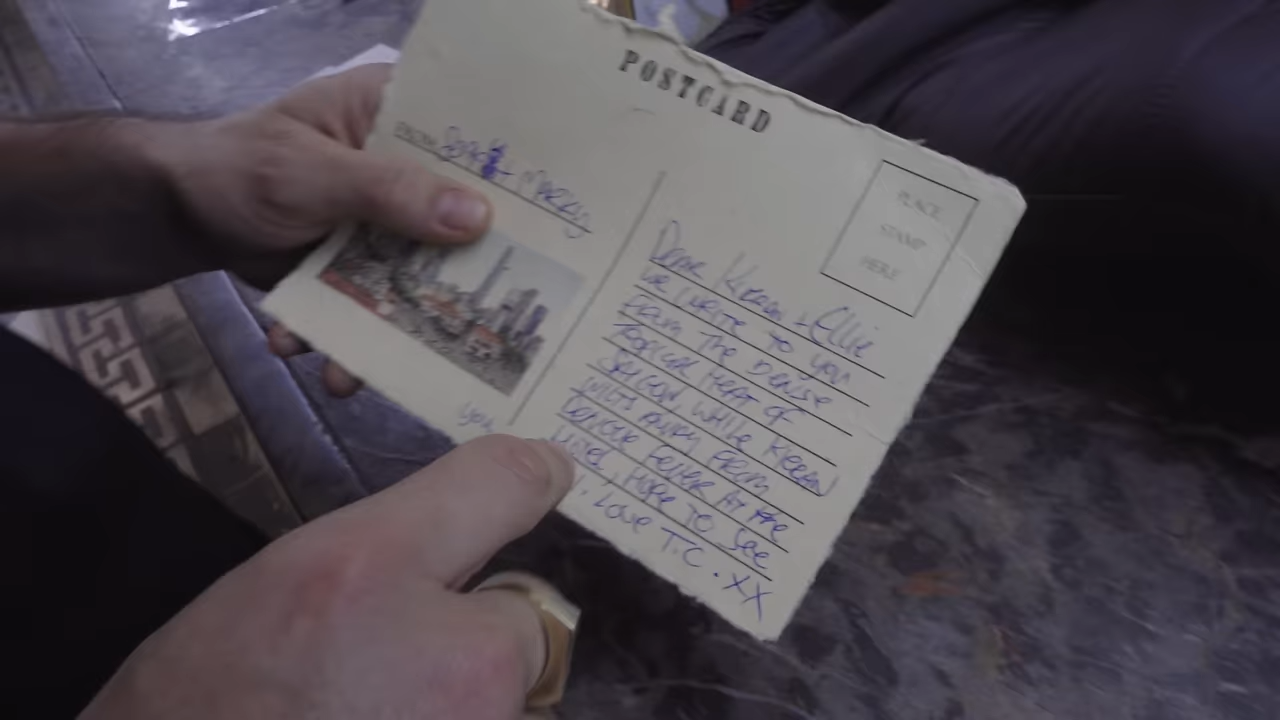 POSTCARD
PLACE
STAMP
HERE
Dear Kieran + Ellie
we write to you
From The Dense
Tropical Heat of
Saigon, while Kieran
wilts away from
Dengue Fever At the
Hotel, Hope To See
you
. Love T.C. XX